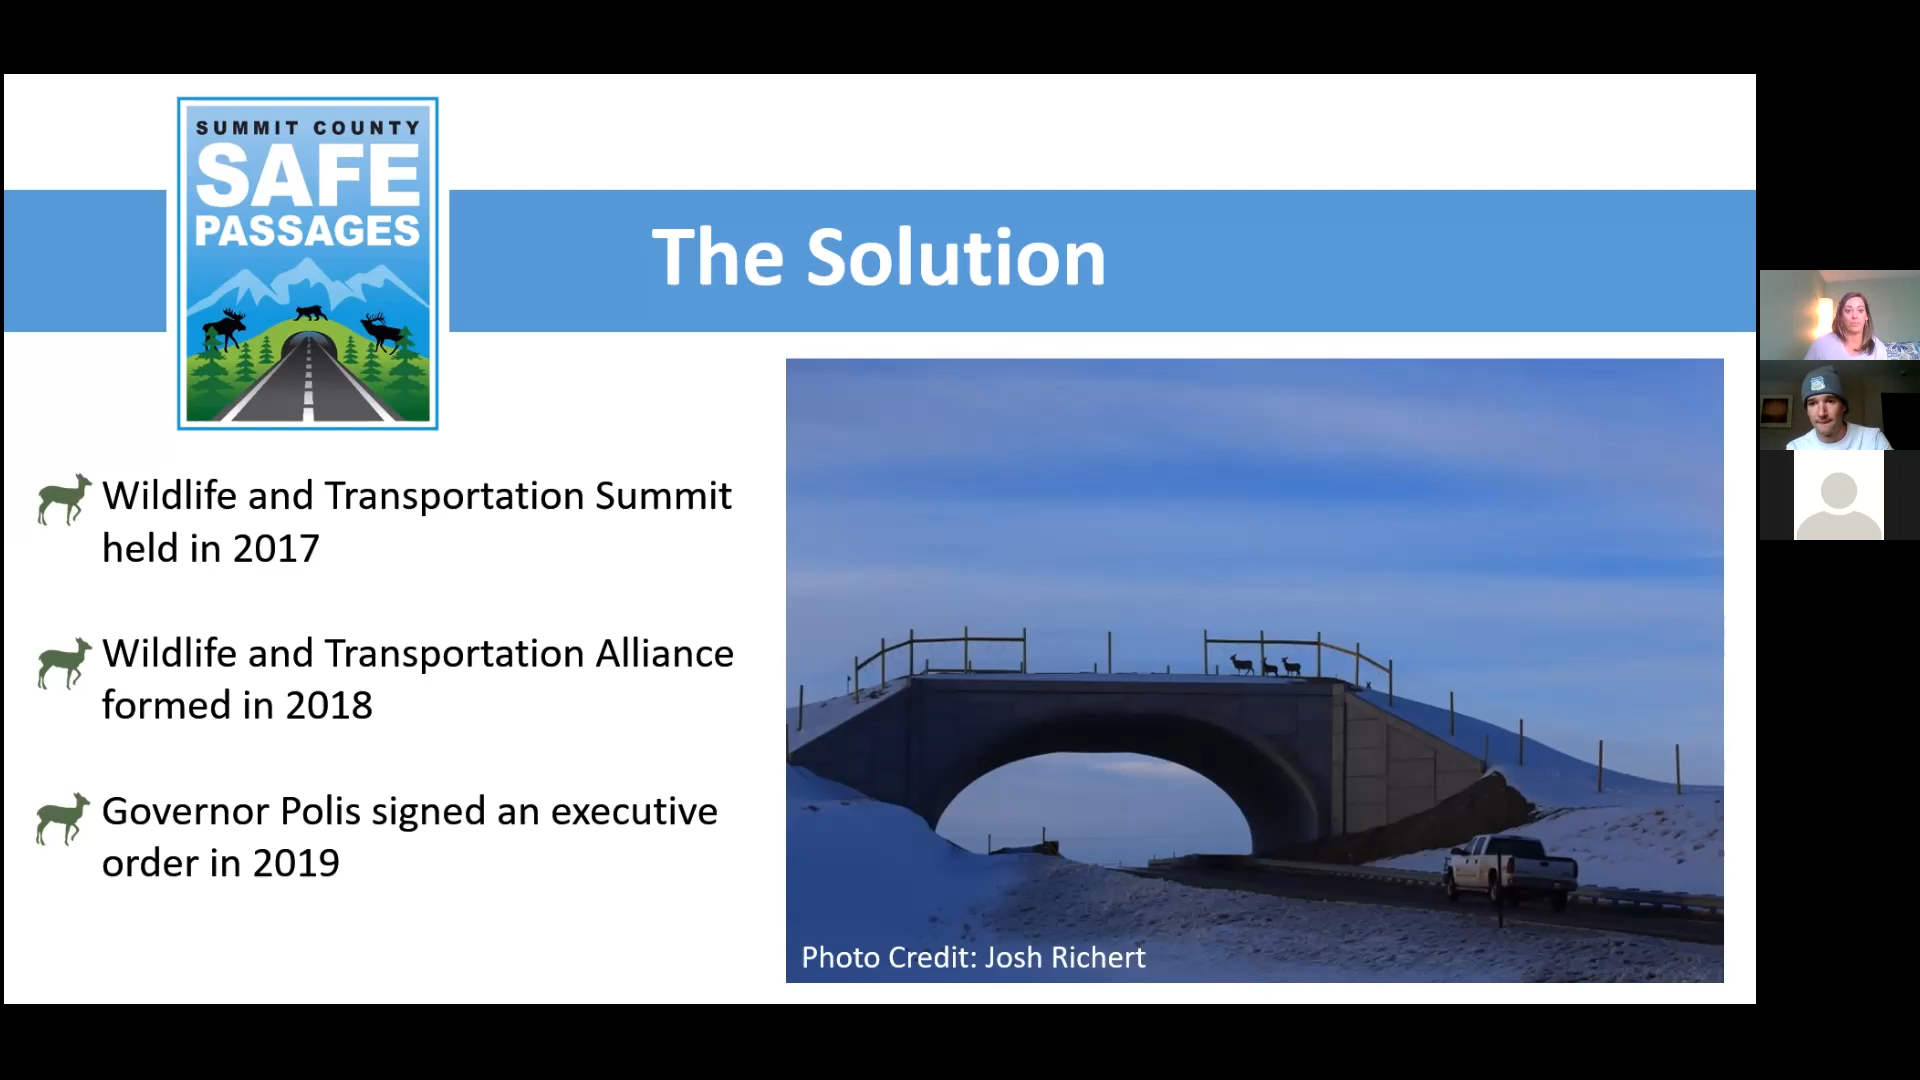 SUMMIT COUNTY
SAFE
PASSAGES
The Solution
Wildlife and Transportation Summit
held in 2017
Wildlife and Transportation Alliance
formed in 2018
Governor Polis signed an executive
order in 2019
Photo Credit: Josh Richert